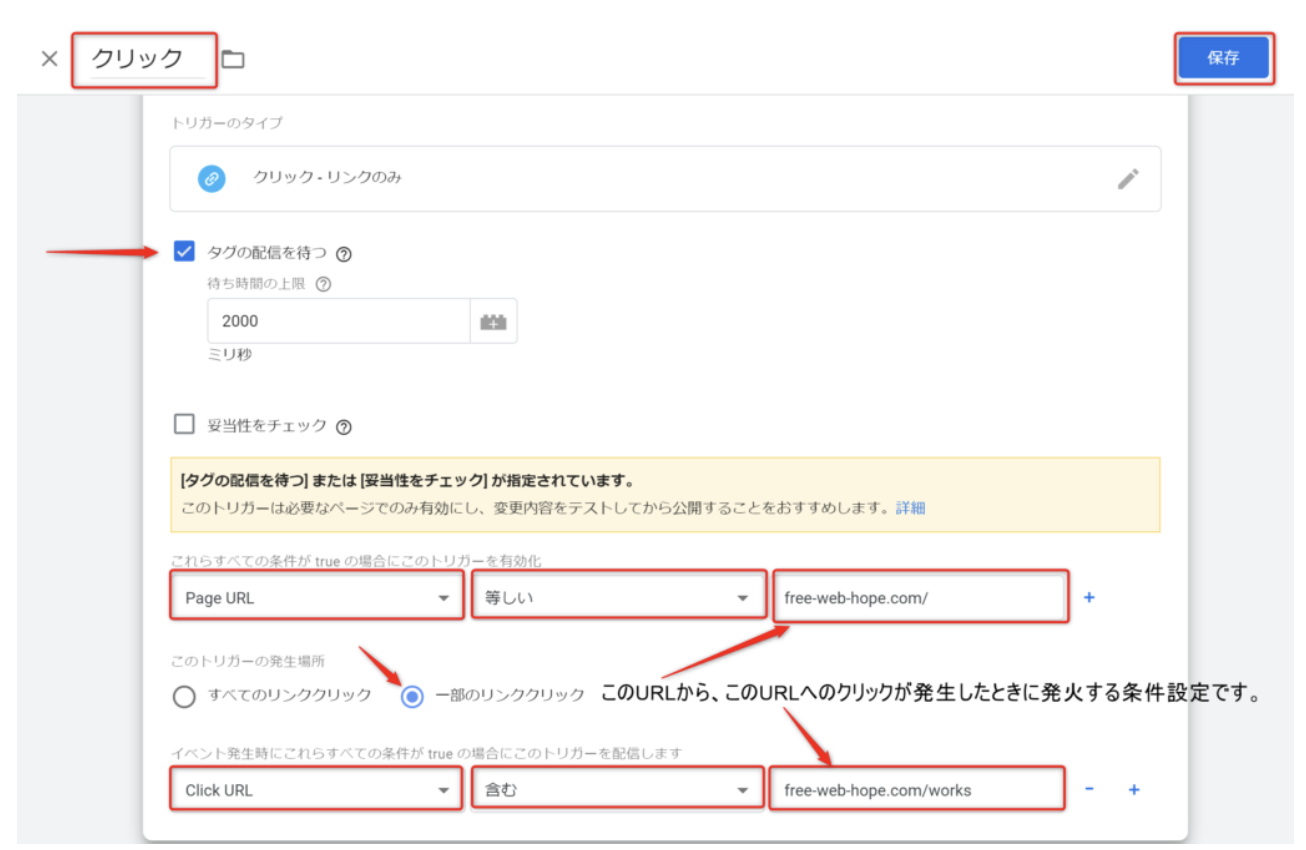 クリック
保存
トリガーのタイプ
クリック - リンクのみ
タグの配信を待つ
待ち時間の上限
2000
ミリ秒
妥当性をチェック
[タグの配信を待つ] または [妥当性をチェック] が指定されています。
このトリガーは必要なページでのみ有効にし、変更内容をテストしてから公開することをおすすめします。詳細
これらすべての条件が true の場合にこのトリガーを有効化
Page URL 等しい free-web-hope.com/ +
このトリガーの発生場所
すべてのリンククリック 一部のリンククリック このURLから、このURLへのクリックが発生したときに発火する条件設定です。
イベント発生時にこれらすべての条件が true の場合にこのトリガーを配信します
Click URL 含む free-web-hope.com/works - +